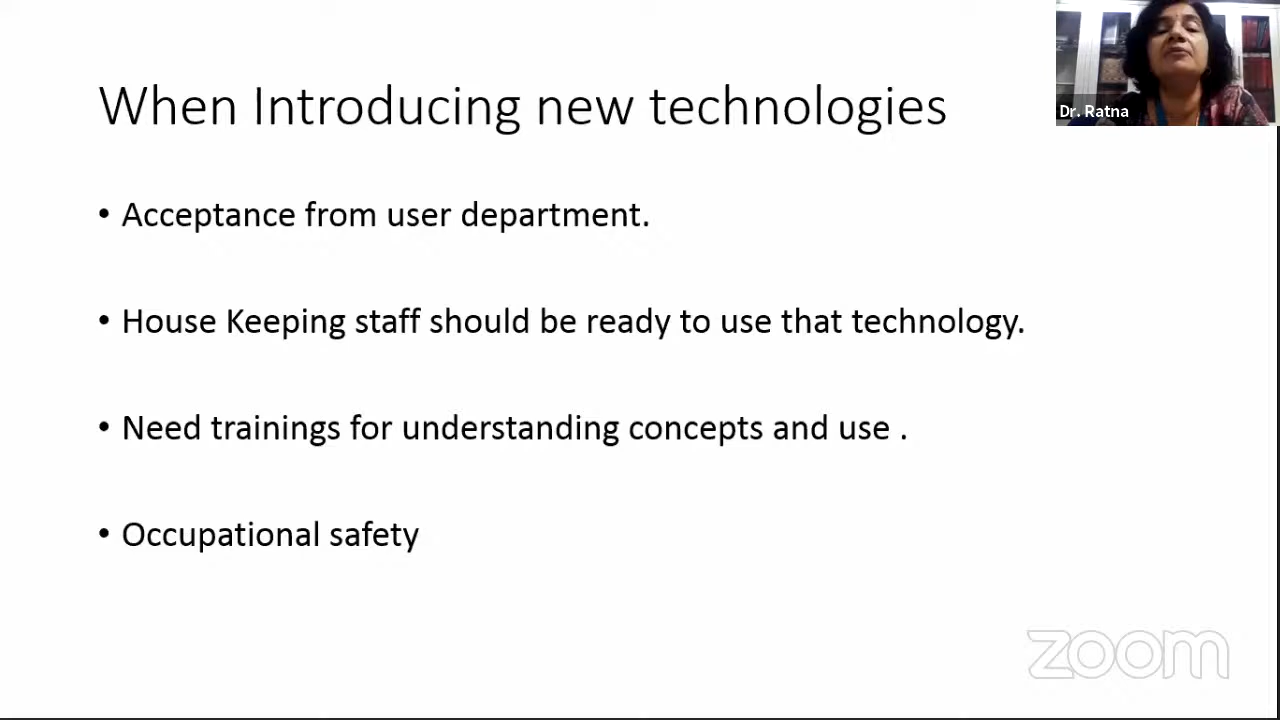 When Introducing new technologies
Dr. Ratna
• Acceptance from user department.
• House Keeping staff should be ready to use that technology.
• Need trainings for understanding concepts and use .
• Occupational safety
zoom